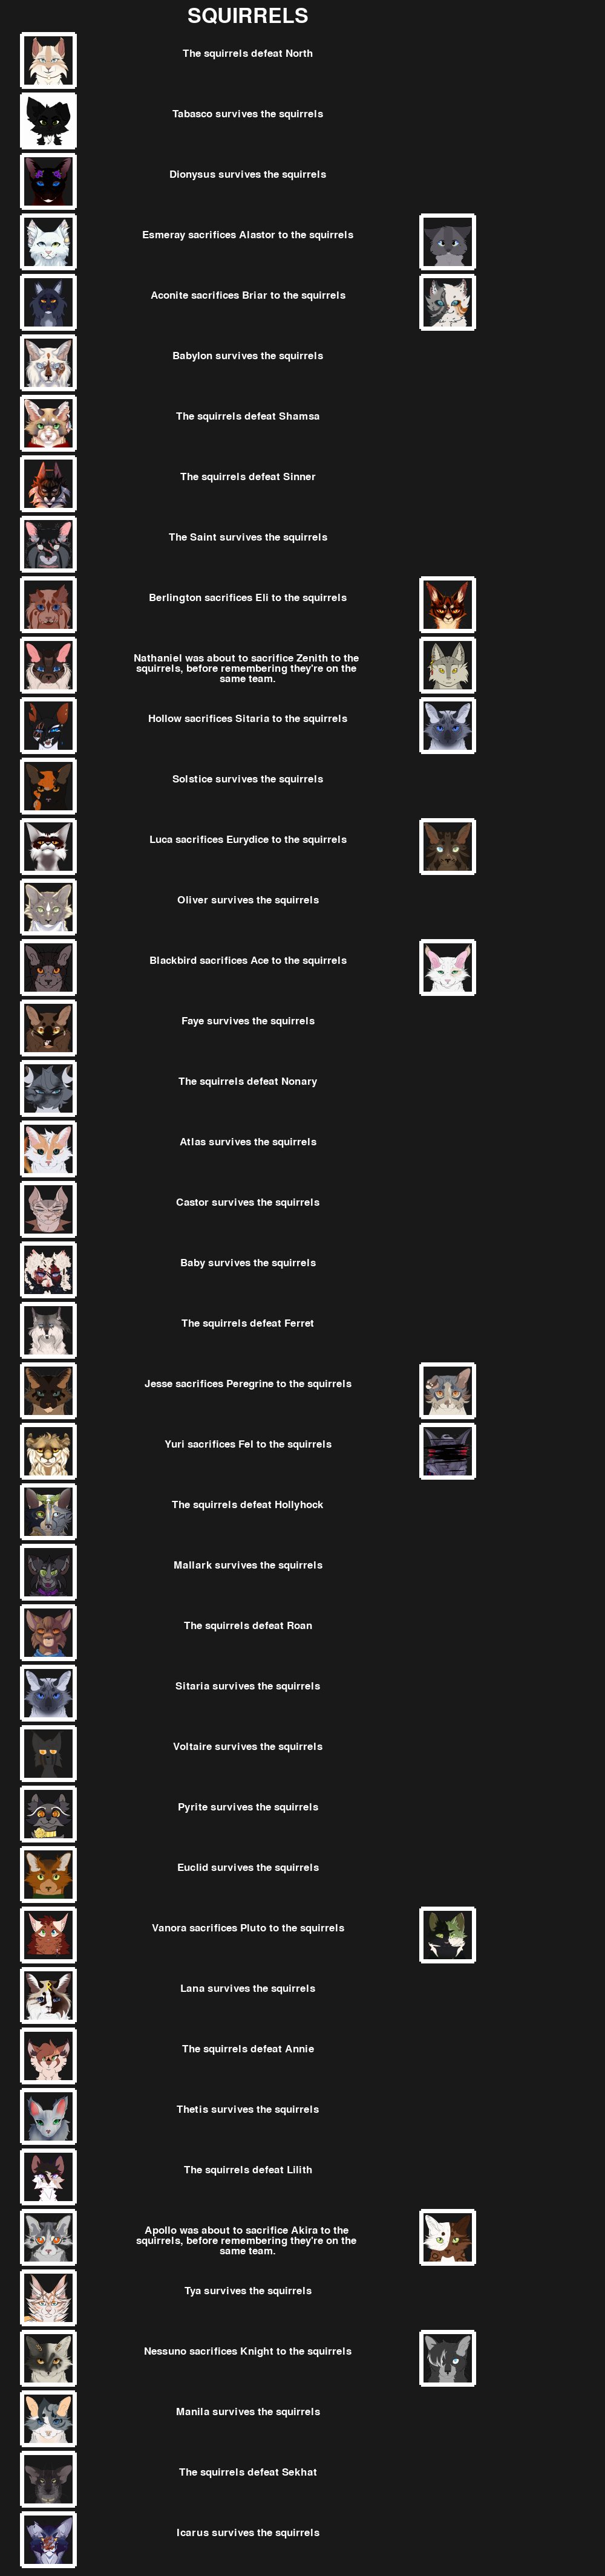 SQUIRRELS
The squirrels defeat North
Tabasco survives the squirrels
Dionysus survives the squirrels
Esmeray sacrifices Alastor to the squirrels
Aconite sacrifices Briar to the squirrels
Babylon survives the squirrels
The squirrels defeat Shamsa
The squirrels defeat Sinner
The Saint survives the squirrels
Berlington sacrifices Eli to the squirrels
Nathaniel was about to sacrifice Zenith to the
squirrels, before remembering they're on the
same team.
Hollow sacrifices Sitaria to the squirrels
Solstice survives the squirrels
Luca sacrifices Eurydice to the squirrels
Oliver survives the squirrels
Blackbird sacrifices Ace to the squirrels
Faye survives the squirrels
The squirrels defeat Nonary
Atlas survives the squirrels
Castor survives the squirrels
Baby survives the squirrels
The squirrels defeat Ferret
Jesse sacrifices Peregrine to the squirrels
Yuri sacrifices Fel to the squirrels
The squirrels defeat Hollyhock
Mallark survives the squirrels
The squirrels defeat Roan
Sitaria survives the squirrels
Voltaire survives the squirrels
Pyrite survives the squirrels
Euclid survives the squirrels
Vanora sacrifices Pluto to the squirrels
Lana survives the squirrels
The squirrels defeat Annie
Thetis survives the squirrels
The squirrels defeat Lilith
Apollo was about to sacrifice Akira to the
squirrels, before remembering they're on the
same team.
Tya survives the squirrels
Nessuno sacrifices Knight to the squirrels
Manila survives the squirrels
The squirrels defeat Sekhat
Icarus survives the squirrels